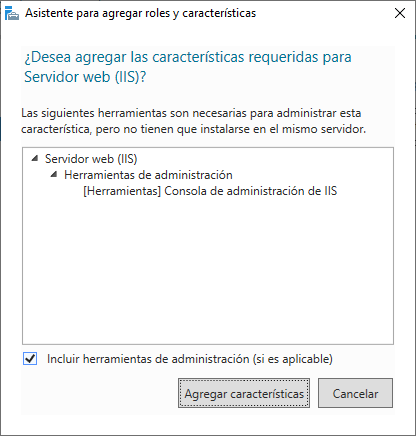 Asistente para agregar roles y características
¿Desea agregar las características requeridas para
Servidor web (IIS)?
Las siguientes herramientas son necesarias para administrar esta
característica, pero no tienen que instalarse en el mismo servidor.
Servidor web (IIS)
Herramientas de administración
[Herramientas] Consola de administración de IIS
Incluir herramientas de administración (si es aplicable)
Agregar características
Cancelar